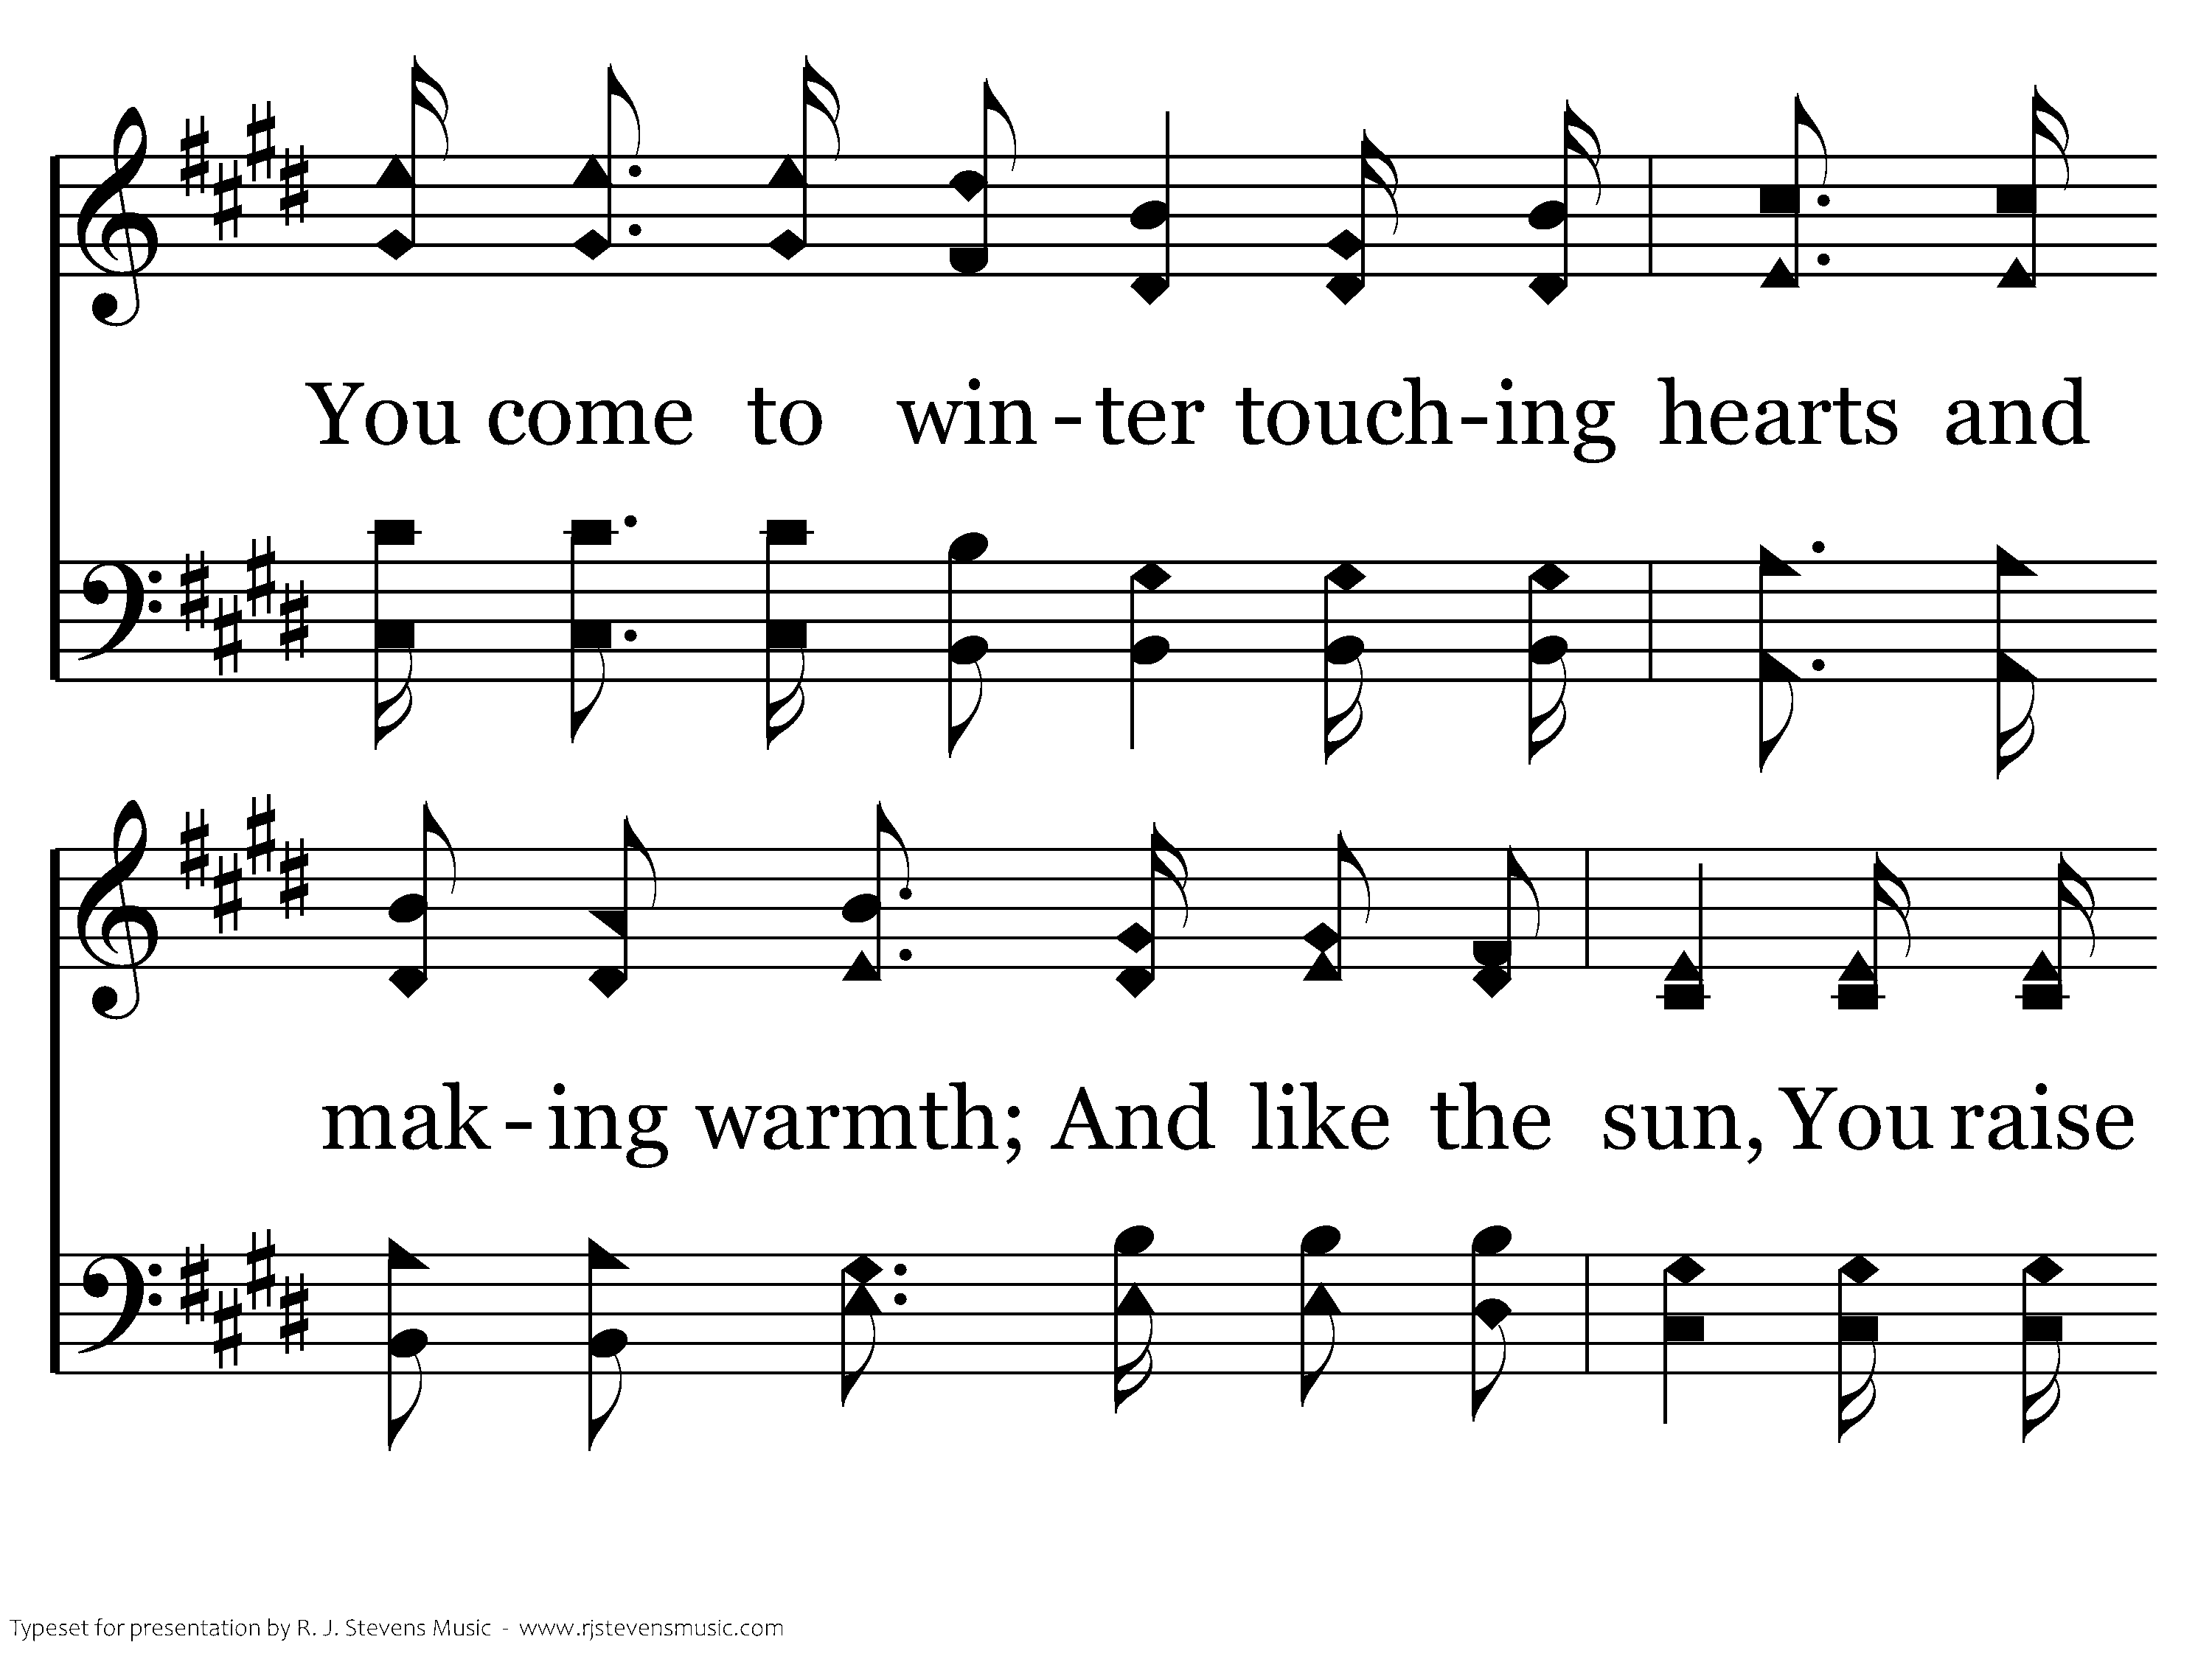 You come to win - ter touch - ing hearts and
mak - ing warmth; And like the sun, You raise
Typeset for presentation by R. J. Stevens Music - www.rjstevensmusic.com